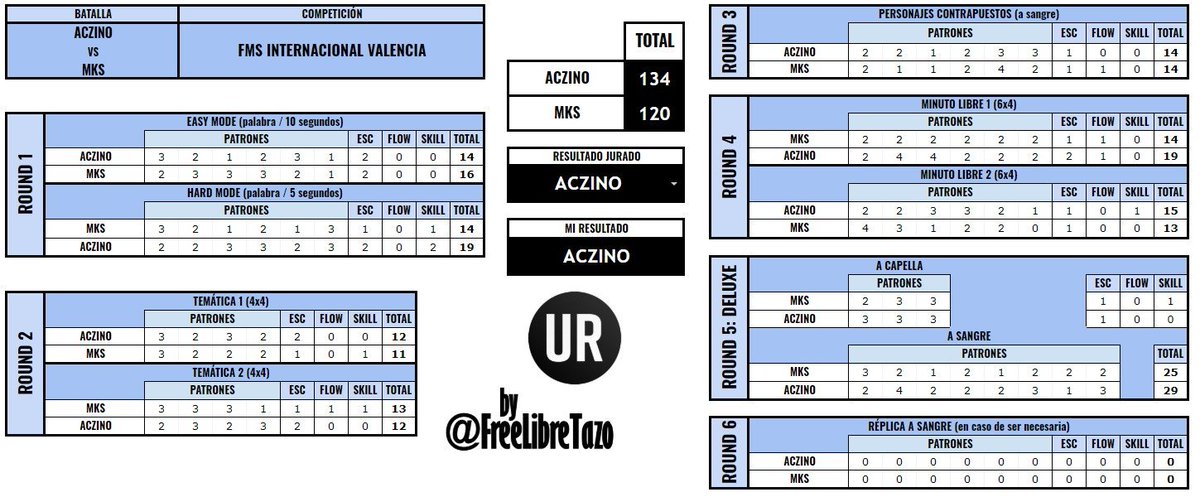 BATALLA COMPETICIÓN
ACZINO
VS
MKS
FMS INTERNACIONAL VALENCIA
TOTAL
ACZINO 134
MKS 120
RESULTADO JURADO
ACZINO
MI RESULTADO
ACZINO
UR
by
@FreeLibreTazo
ROUND 1
EASY MODE (palabra / 10 segundos)
PATRONES ESC FLOW SKILL TOTAL
ACZINO 3 2 1 2 3 1 2 0 0 14
MKS 2 3 3 3 2 1 2 0 0 16
HARD MODE (palabra / 5 segundos)
PATRONES ESC FLOW SKILL TOTAL
MKS 3 2 1 2 1 3 1 0 1 14
ACZINO 2 2 3 3 2 3 2 0 2 19
ROUND 2
TEMÁTICA 1 (4x4)
PATRONES ESC FLOW SKILL TOTAL
ACZINO 3 2 3 2 2 0 0 12
MKS 3 2 2 2 1 0 1 11
TEMÁTICA 2 (4x4)
PATRONES ESC FLOW SKILL TOTAL
MKS 3 3 3 1 1 1 1 13
ACZINO 2 3 2 3 2 0 0 12
ROUND 3
PERSONAJES CONTRAPUESTOS (a sangre)
PATRONES ESC FLOW SKILL TOTAL
ACZINO 2 2 1 2 3 3 1 0 0 14
MKS 2 1 1 2 4 2 1 1 0 14
ROUND 4
MINUTO LIBRE 1 (6x4)
PATRONES ESC FLOW SKILL TOTAL
MKS 2 2 2 2 2 2 1 1 0 14
ACZINO 2 4 4 2 2 2 2 1 0 19
MINUTO LIBRE 2 (6x4)
PATRONES ESC FLOW SKILL TOTAL
ACZINO 2 2 3 3 2 1 1 0 1 15
MKS 4 3 1 2 2 0 1 0 0 13
ROUND 5: DELUXE
A CAPELLA
PATRONES ESC FLOW SKILL
MKS 2 3 3 1 0 1
ACZINO 3 3 3 1 0 0
A SANGRE
PATRONES TOTAL
MKS 3 2 1 2 1 2 2 2 25
ACZINO 2 4 2 2 3 2 1 3 29
ROUND 6
RÉPLICA A SANGRE (en caso de ser necesaria)
PATRONES ESC FLOW SKILL TOTAL
ACZINO 0 0 0 0 0 0 0 0 0 0
MKS 0 0 0 0 0 0 0 0 0 0